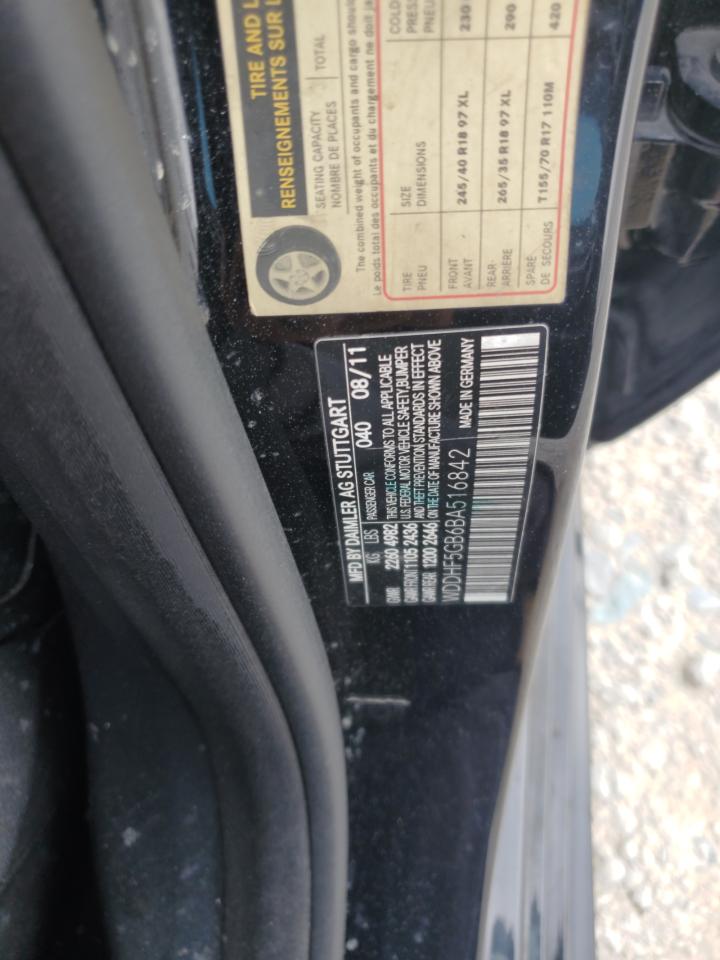 TIRE AND L
RENSEIGNEMENTS SUR L
SEATING CAPACITY
NOMBRE DE PLACES
TOTAL
The combined weight of occupants and cargo should
Le poids total des occupants et du chargement ne doit ja
TIRE
PNEU
SIZE
DIMENSIONS
COLD
PRESS
PNEU
FRONT
AVANT
245/40 R18 97 XL
230
REAR
ARRIÈRE
265/35 R18 97 XL
290
SPARE
DE SECOURS
T155/70 R17 110M
420
MFD BY DAIMLER AG STUTTGART
KG LBS PASSENGER CAR 040 08/11
GVWR 2260 4982 THIS VEHICLE CONFORMS TO ALL APPLICABLE
GAWR FRONT 1105 2436 U.S. FEDERAL MOTOR VEHICLE SAFETY, BUMPER
GAWR REAR 1200 2646 AND THEFT PREVENTION STANDARDS IN EFFECT
ON THE DATE OF MANUFACTURE SHOWN ABOVE
WDDHF5GB6BA516842 MADE IN GERMANY